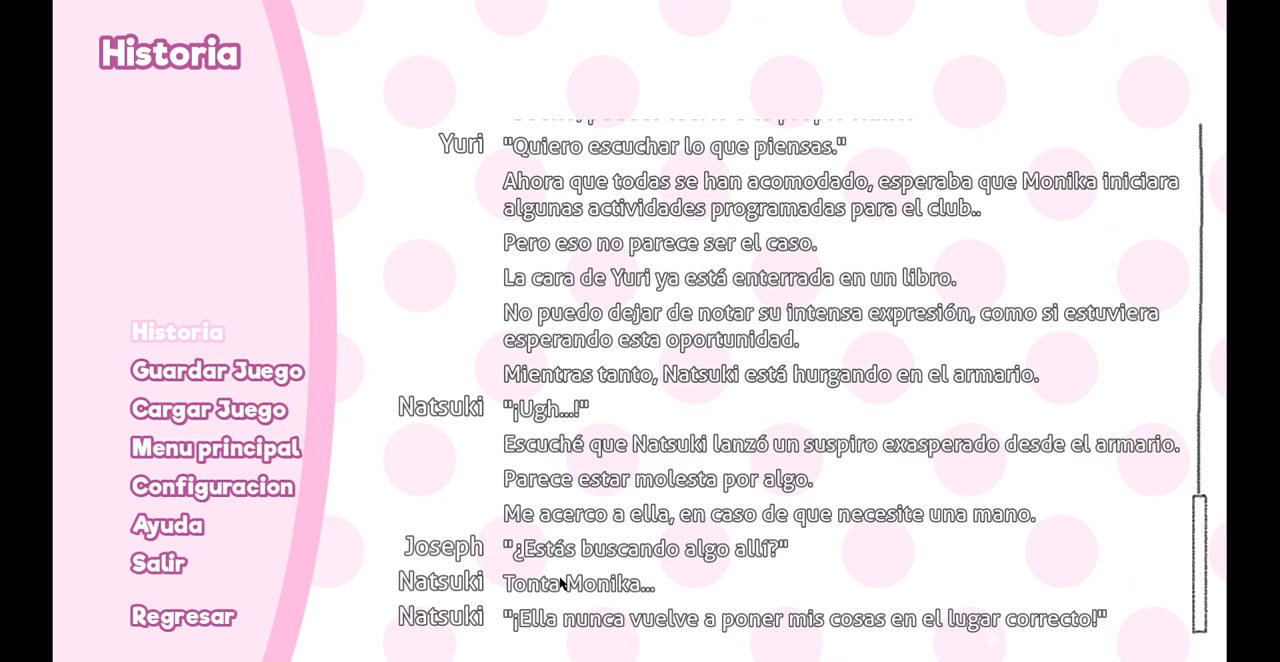 Historia
Historia
Guardar Juego
Cargar Juego
Menu principal
Configuracion
Ayuda
Salir
Regresar
Yuri "Quiero escuchar lo que piensas."
Ahora que todas se han acomodado, esperaba que Monika iniciara
algunas actividades programadas para el club..
Pero eso no parece ser el caso.
La cara de Yuri ya está enterrada en un libro.
No puedo dejar de notar su intensa expresión, como si estuviera
esperando esta oportunidad.
Mientras tanto, Natsuki está hurgando en el armario.
Natsuki "¡Ugh...!"
Escuché que Natsuki lanzó un suspiro exasperado desde el armario.
Parece estar molesta por algo.
Me acerco a ella, en caso de que necesite una mano.
Joseph "¿Estás buscando algo allí?"
Natsuki Tonta Monika...
Natsuki "¡Ella nunca vuelve a poner mis cosas en el lugar correcto!"